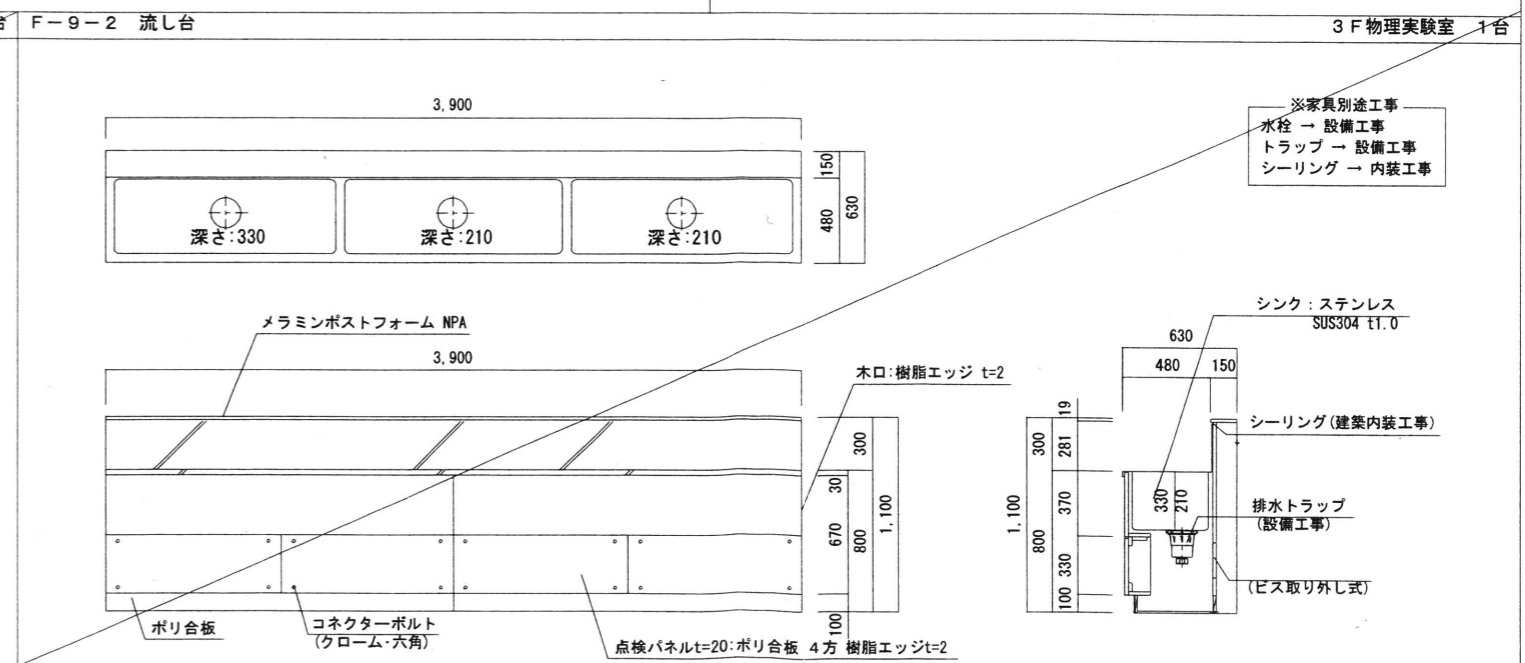 台
F－9－2　流し台
3F物理実験室　1台
3,900
150
480
630
深さ:330
深さ:210
深さ:210
※家具別途工事
水栓 → 設備工事
トラップ → 設備工事
シーリング → 内装工事
メラミンポストフォーム NPA
3,900
木口:樹脂エッジ t=2
300
30
670
800
1,100
100
ポリ合板
コネクターボルト
(クローム・六角)
点検パネルt=20:ポリ合板 4方 樹脂エッジt=2
シンク：ステンレス
SUS304 t1.0
630
480
150
19
300
281
シーリング(建築内装工事)
1,100
370
330
210
排水トラップ
(設備工事)
800
330
(ビス取り外し式)
100